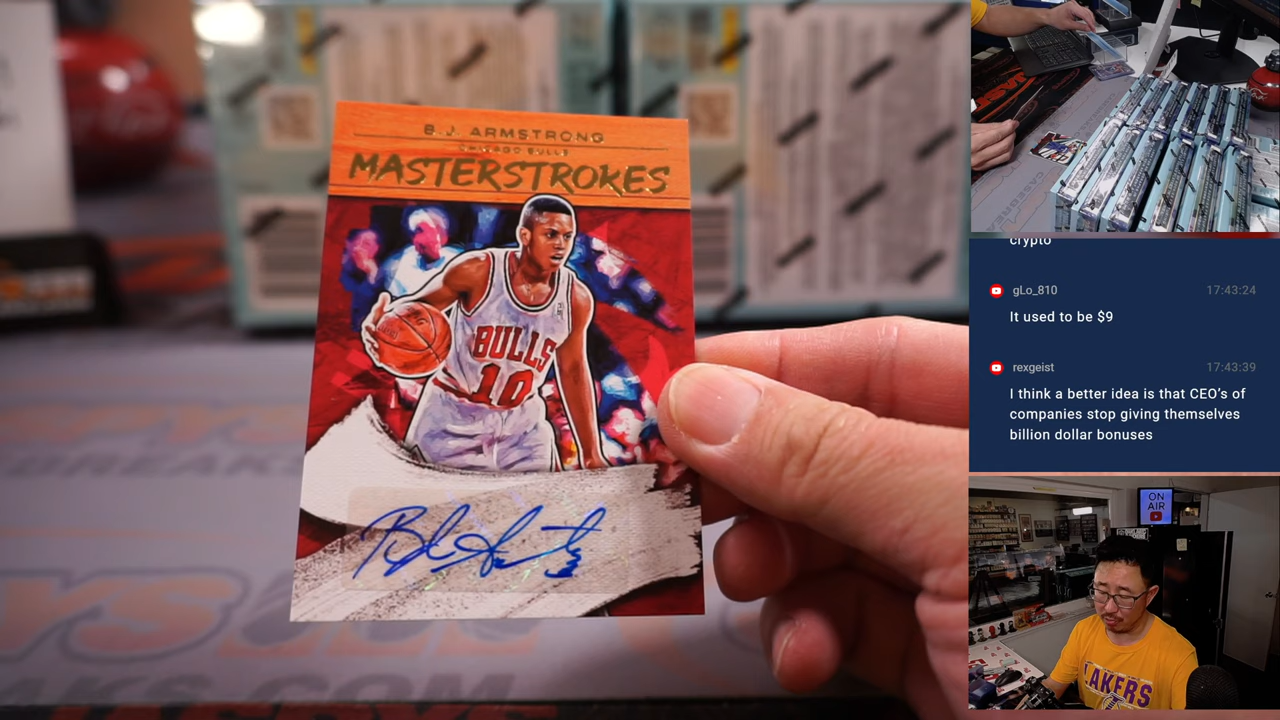 B.J. ARMSTRONG
CHICAGO BULLS
MASTERSTROKES
BULLS
10
crypto
gLo_810 17:43:24
It used to be $9
rexgeist 17:43:39
I think a better idea is that CEO's of
companies stop giving themselves
billion dollar bonuses
ON
AIR
LAKERS